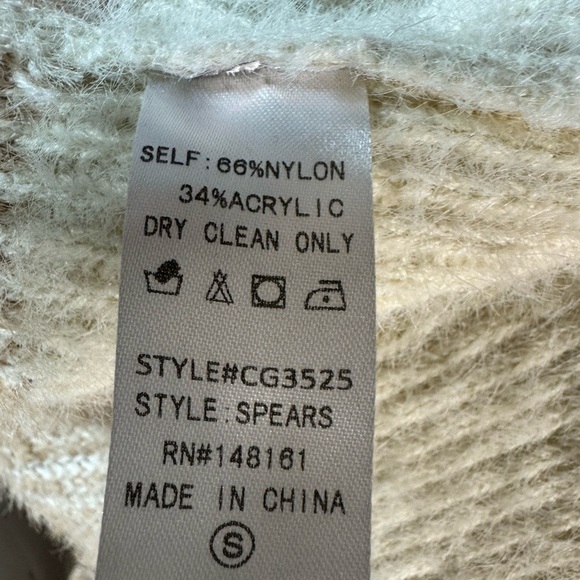 SELF:66%NYLON
34%ACRYLIC
DRY CLEAN ONLY
STYLE#CG3525
STYLE:SPEARS
RN#148161
MADE IN CHINA
S